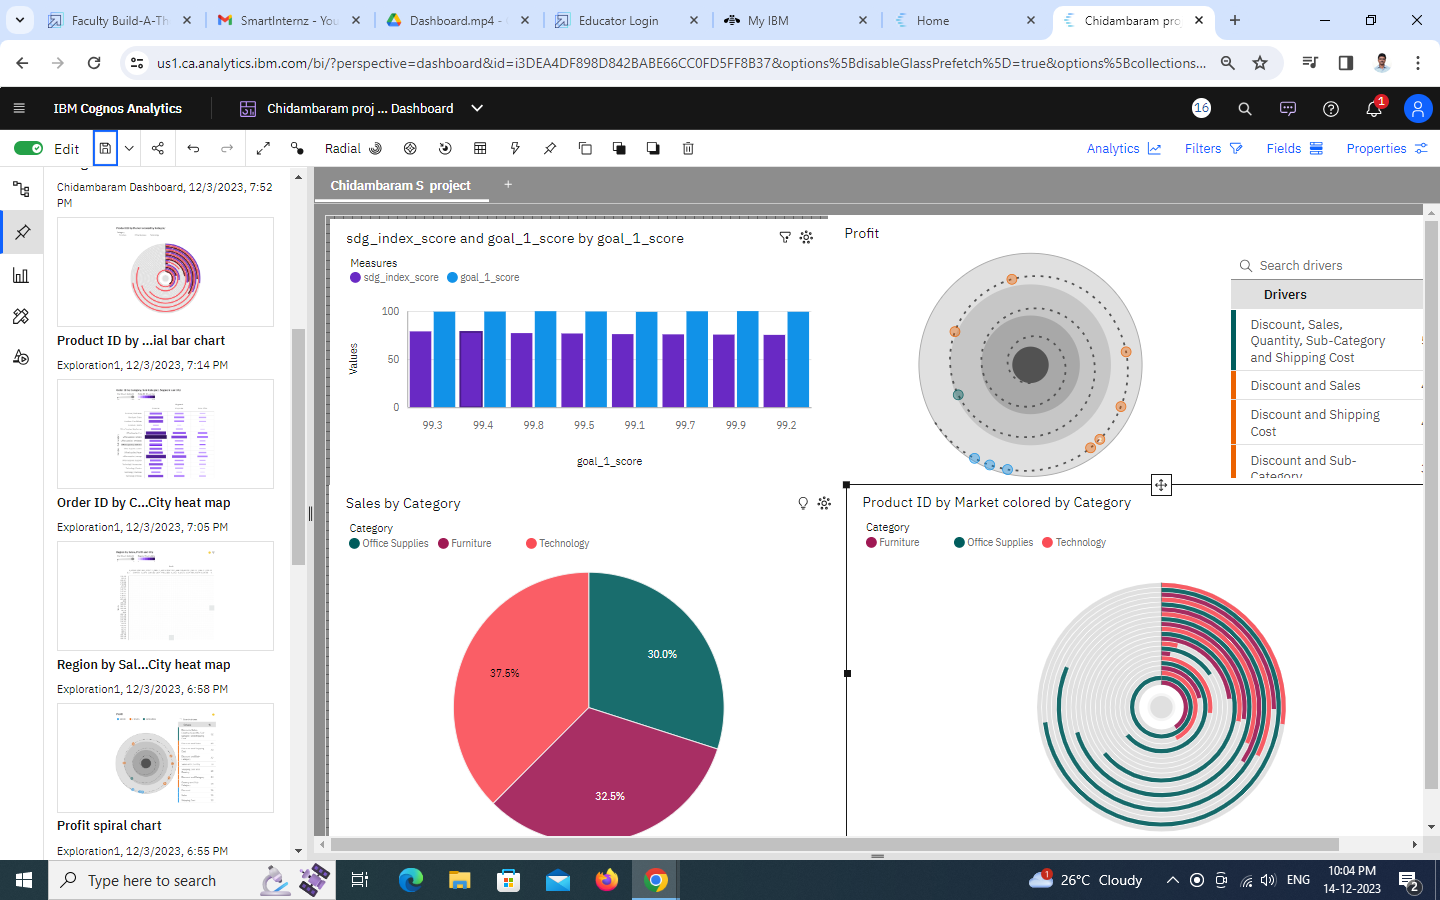 Faculty Build-A-Th
SmartInternz - You
Dashboard.mp4 -
Educator Login
My IBM
Home
Chidambaram pro
us1.ca.analytics.ibm.com/bi/?perspective=dashboard&id=i3DEA4DF898D842BABE66CC0FD5FF8B37&options%5BdisableGlassPrefetch%5D=true&options%5Bcollections...
IBM Cognos Analytics
Chidambaram proj ... Dashboard
16
1
Edit
Radial
Analytics
Filters
Fields
Properties
Chidambaram Dashboard, 12/3/2023, 7:52
PM
Product ID by ...ial bar chart
Exploration1, 12/3/2023, 7:14 PM
Order ID by C...City heat map
Exploration1, 12/3/2023, 7:05 PM
Region by Sal...City heat map
Exploration1, 12/3/2023, 6:58 PM
Profit spiral chart
Exploration1, 12/3/2023, 6:55 PM
Chidambaram S project
sdg_index_score and goal_1_score by goal_1_score
Measures
sdg_index_score
goal_1_score
Values
100
50
0
99.3
99.4
99.8
99.5
99.1
99.7
99.9
99.2
goal_1_score
Profit
Search drivers
Drivers
Discount, Sales,
Quantity, Sub-Category
and Shipping Cost
Discount and Sales
Discount and Shipping
Cost
Discount and Sub-
Category
Sales by Category
Category
Office Supplies
Furniture
Technology
37.5%
30.0%
32.5%
Product ID by Market colored by Category
Category
Furniture
Office Supplies
Technology
Type here to search
1
26°C Cloudy
ENG
10:04 PM
14-12-2023
2